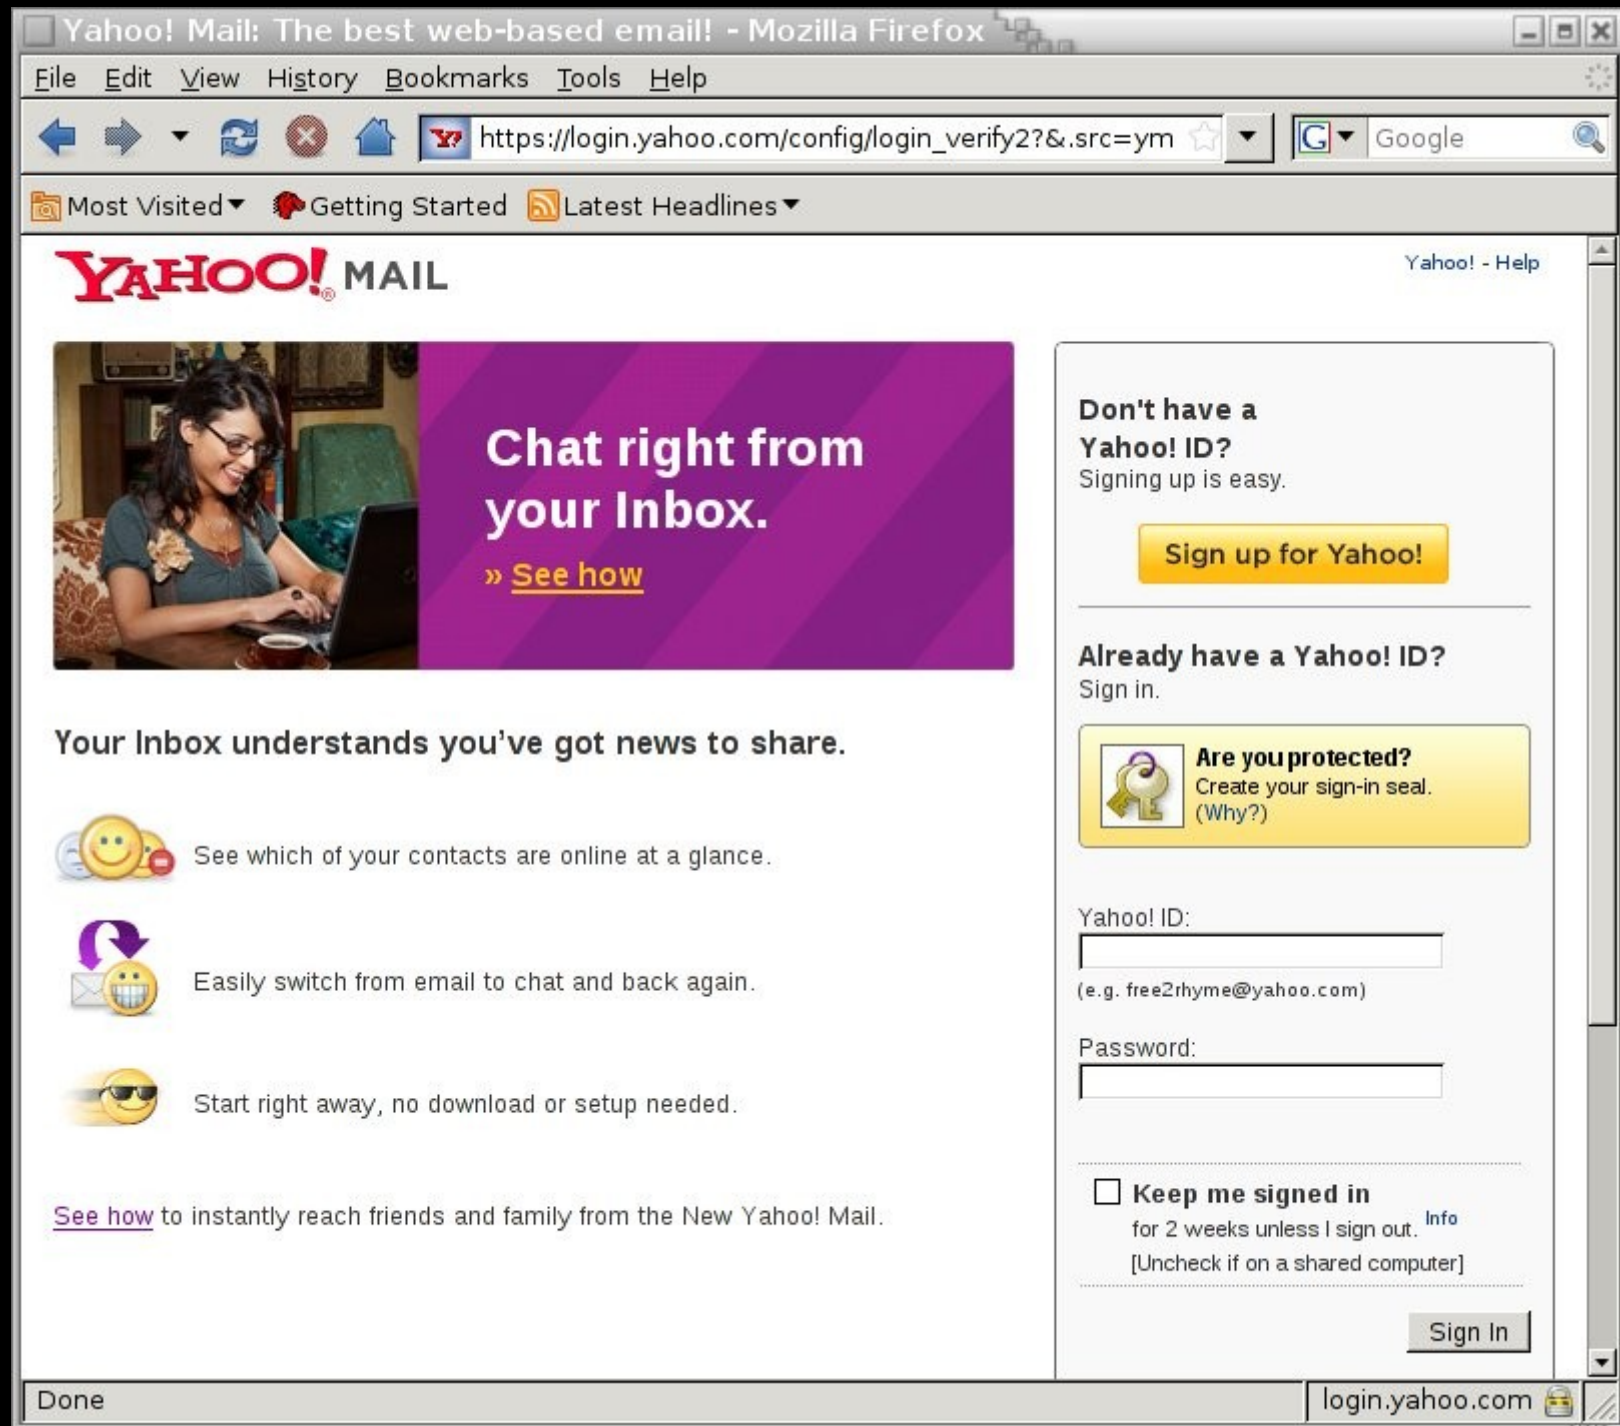 Yahoo! Mail: The best web-based email! - Mozilla Firefox
File Edit View History Bookmarks Tools Help
https://login.yahoo.com/config/login_verify2?&.src=ym
Google
Most Visited Getting Started Latest Headlines
YAHOO!® MAIL
Yahoo! - Help
Chat right from
your Inbox.
» See how
Your Inbox understands you've got news to share.
See which of your contacts are online at a glance.
Easily switch from email to chat and back again.
Start right away, no download or setup needed.
See how to instantly reach friends and family from the New Yahoo! Mail.
Don't have a
Yahoo! ID?
Signing up is easy.
Sign up for Yahoo!
Already have a Yahoo! ID?
Sign in.
Are you protected?
Create your sign-in seal.
(Why?)
Yahoo! ID:
(e.g. free2rhyme@yahoo.com)
Password:
Keep me signed in
for 2 weeks unless I sign out. Info
[Uncheck if on a shared computer]
Sign In
Done
login.yahoo.com